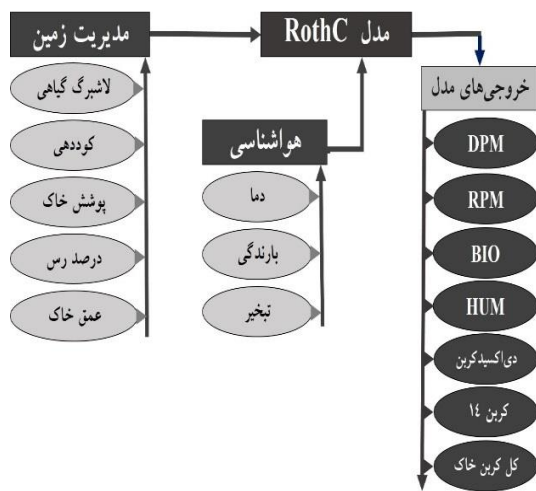 مدیریت زمین
لاشبرگ گیاهی
کوددهی
پوشش خاک
درصد رس
عمق خاک
مدل RothC
هواشناسی
دما
بارندگی
تبخیر
خروجی‌های مدل
DPM
RPM
BIO
HUM
دی‌اکسیدکربن
کربن ١٤
کل کربن خاک